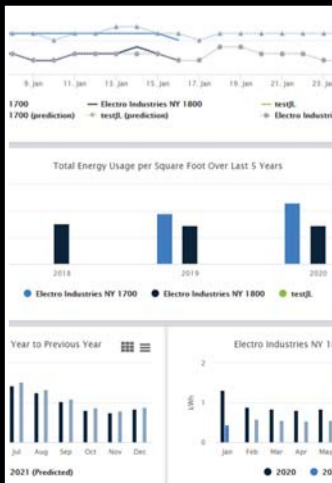 9. Jan 11. Jan 13. Jan 15. Jan 17. Jan 19. Jan 21. Jan 23. Jan
1700 Electro Industries NY 1800 testJL
1700 (prediction) testJL (prediction) Electro Industri
Total Energy Usage per Square Foot Over Last 5 Years
2018 2019 2020
Electro Industries NY 1700 Electro Industries NY 1800 testJL
Year to Previous Year
Jul Aug Sep Oct Nov Dec
2021 (Predicted)
Electro Industries NY 1
2
1
0
kWh
Jan Feb Mar Apr May
2020 20